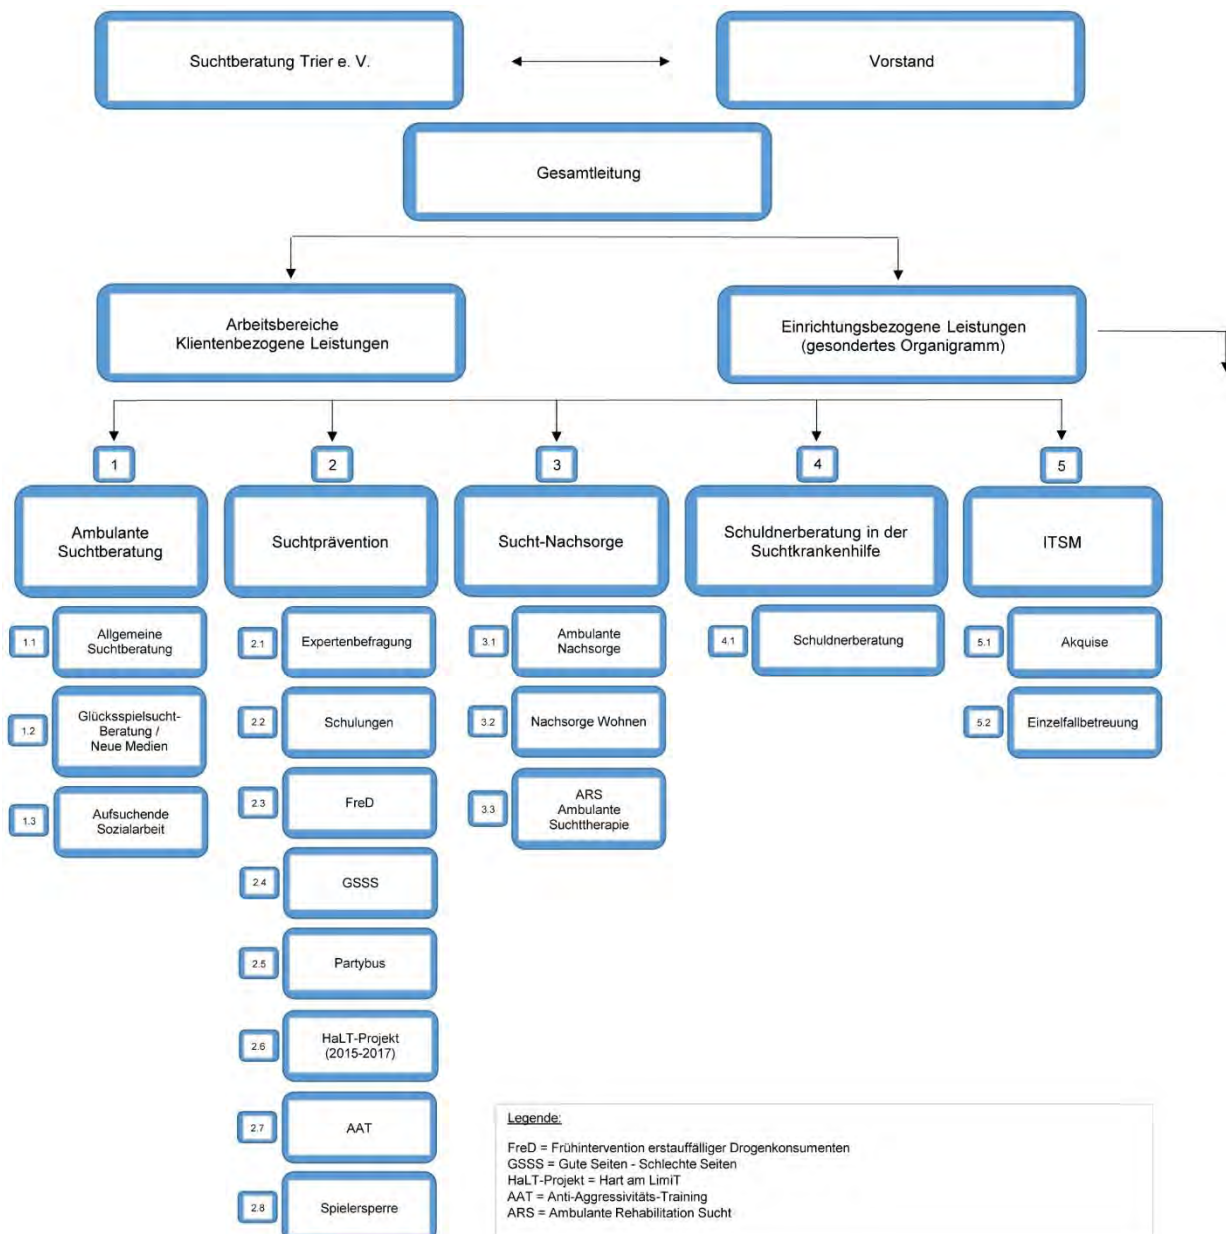 Suchtberatung Trier e. V.
Vorstand
Gesamtleitung
Arbeitsbereiche
Klientenbezogene Leistungen
Einrichtungsbezogene Leistungen
(gesondertes Organigramm)
1
2
3
4
5
Ambulante
Suchtberatung
Suchtprävention
Sucht-Nachsorge
Schuldnerberatung in der
Suchtkrankenhilfe
ITSM
1.1
Allgemeine
Suchtberatung
1.2
Glücksspielsucht-
Beratung /
Neue Medien
1.3
Aufsuchende
Sozialarbeit
2.1
Expertenbefragung
2.2
Schulungen
2.3
FreD
2.4
GSSS
2.5
Partybus
2.6
HaLT-Projekt
(2015-2017)
2.7
AAT
2.8
Spielersperre
3.1
Ambulante
Nachsorge
3.2
Nachsorge Wohnen
3.3
ARS
Ambulante
Suchttherapie
4.1
Schuldnerberatung
5.1
Akquise
5.2
Einzelfallbetreuung
Legende:
FreD = Frühintervention erstauffälliger Drogenkonsumenten
GSSS = Gute Seiten - Schlechte Seiten
HaLT-Projekt = Hart am LimiT
AAT = Anti-Aggressivitäts-Training
ARS = Ambulante Rehabilitation Sucht